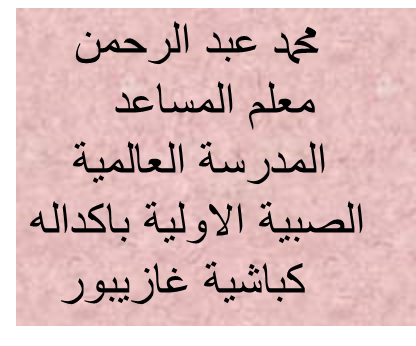 محمد عبد الرحمن
معلم المساعد
المدرسة العالمية
الصبية الاولية باكداله
كباشية غازيبور